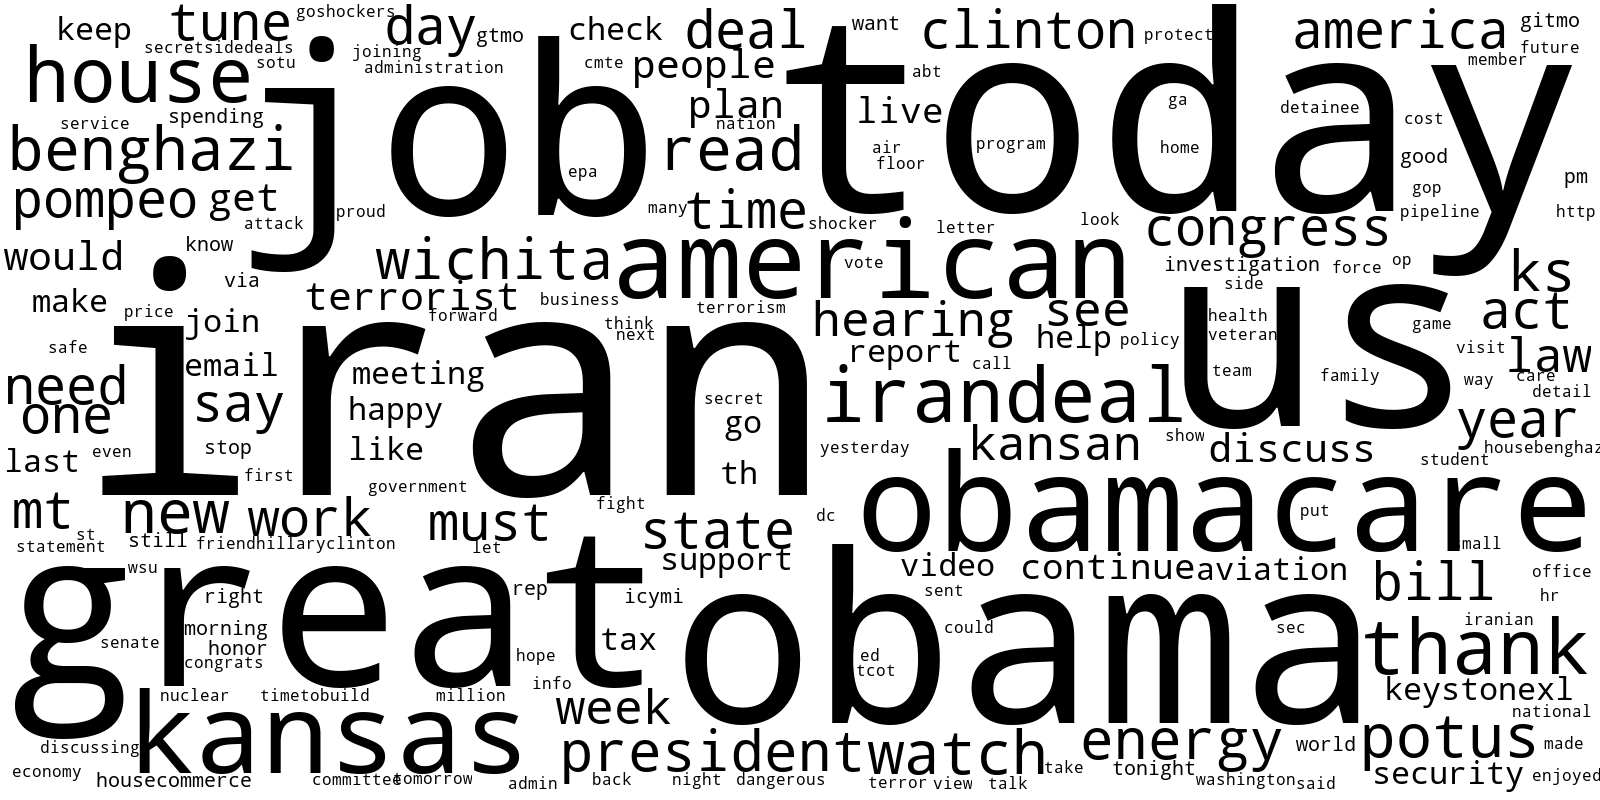 keep
tune
goshockers
day
gtmo
check
deal
want
clinton
protect
america
gitmo
secretsidedeals
sotu
joining
administration
cmte
people
abt
future
member
house
job
today
service
spending
plan
nation
live
ga
detainee
cost
benghazi
read
air
floor
program
home
good
epa
pompeo
get
attack
proud
many
time
shocker
letter
look
congress
gop
pipeline
pm
http
would
know
via
wichita
american
vote
investigation
force
op
side
ks
make
price
join
terrorist
forward
business
terrorism
think
next
hearing
see
help
policy
health
veteran
game
act
safe
email
iran
report
call
irandeal
us
team
family
visit
law
way
care
detail
need
one
say
meeting
happy
like
secret
go
th
year
last
even
stop
first
government
yesterday
kansan
show
discuss
student
housebenghaz
mt
st
new
work
must
let
fight
state
support
dc
obamacare
put
small
statement
still
friendhillaryclinton
wsu
great
right
rep
icymi
video
sent
continue
aviation
bill
office
hr
iranian
senate
morning
honor
congrats
tax
hope
info
obama
could
ed
tcot
sec
thank
nuclear
timetobuild
million
week
keystonexl
national
kansas
discussing
economy
housecommerce
committee
tomorrow
admin
president
back
night
dangerous
watch
terror
view
talk
take
energy
tonight
washington
said
world
potus
made
security
enjoyed